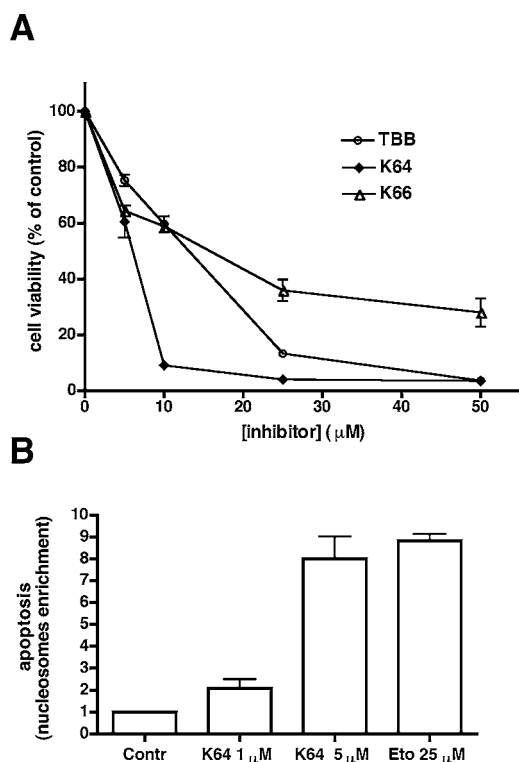 A
cell viability (% of control)
100
80
60
40
20
0
TBB
K64
K66
0
10
20
30
40
50
[inhibitor] ( μM)
B
apoptosis
(nucleosomes enrichment)
10
9
8
7
6
5
4
3
2
1
0
Contr
K64 1 μM
K64 5 μM
Eto 25 μM